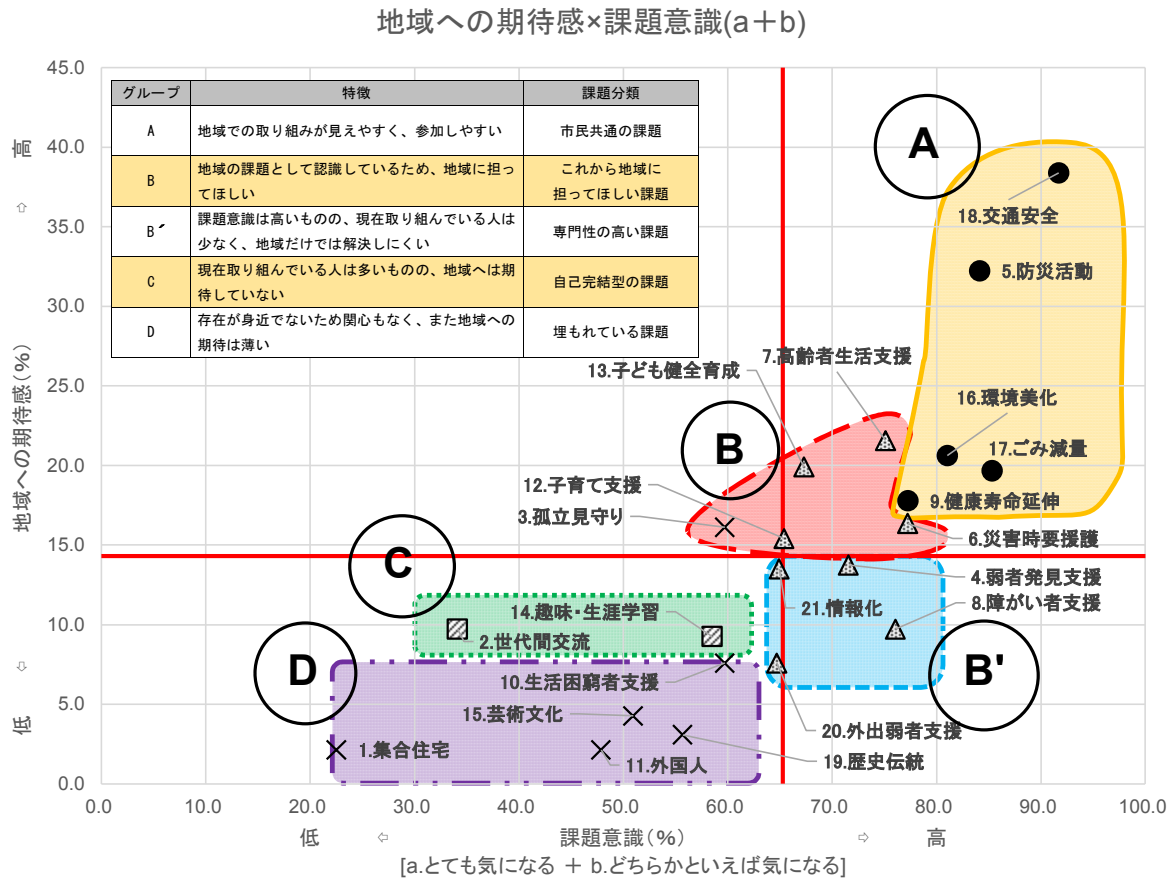 地域への期待感×課題意識(a＋b)
45.0
40.0
35.0
30.0
25.0
20.0
15.0
10.0
5.0
0.0
高
⇨
地域への期待感(%)
⇦
低
グループ 特徴 課題分類
A 地域での取り組みが見えやすく、参加しやすい 市民共通の課題
B 地域の課題として認識しているため、地域に担ってほしい これから地域に
担ってほしい課題
B´ 課題意識は高いものの、現在取り組んでいる人は
少なく、地域だけでは解決しにくい 専門性の高い課題
C 現在取り組んでいる人は多いものの、地域へは期
待していない 自己完結型の課題
D 存在が身近でないため関心もなく、また地域への
期待は薄い 埋もれている課題
A
18.交通安全
5.防災活動
7.高齢者生活支援
13.子ども健全育成
16.環境美化
B
17.ごみ減量
12.子育て支援
9.健康寿命延伸
3.孤立見守り
6.災害時要援護
C
4.弱者発見支援
8.障がい者支援
21.情報化
14.趣味・生涯学習
2.世代間交流
D
B'
10.生活困窮者支援
15.芸術文化
20.外出弱者支援
1.集合住宅
19.歴史伝統
11.外国人
0.0 10.0 20.0 30.0 40.0 50.0 60.0 70.0 80.0 90.0 100.0
低 ⇦ 課題意識(%) ⇨ 高
[a.とても気になる ＋ b.どちらかといえば気になる]